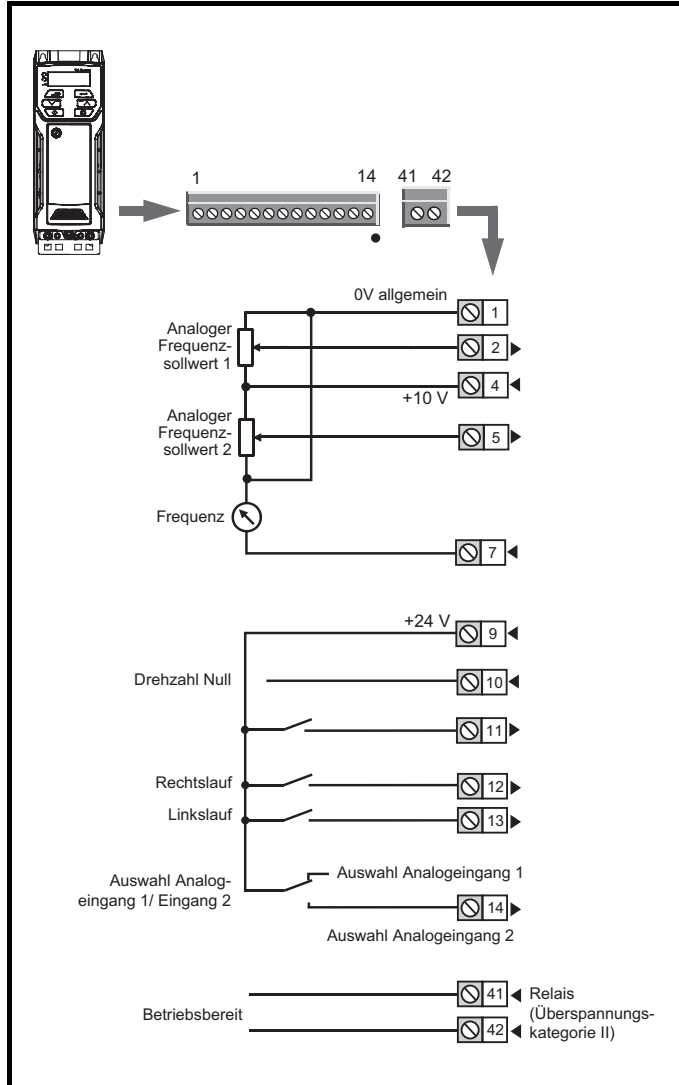 1
14
41 42
0V allgemein
1
Analoger
Frequenz-
sollwert 1
2
4
+10 V
Analoger
Frequenz-
sollwert 2
5
Frequenz
7
+24 V
9
Drehzahl Null
10
11
Rechtslauf
12
Linkslauf
13
Auswahl Analogeingang 1
Auswahl Analog-
eingang 1/ Eingang 2
14
Auswahl Analogeingang 2
Betriebsbereit
41
42
Relais
(Überspannungs-
kategorie II)